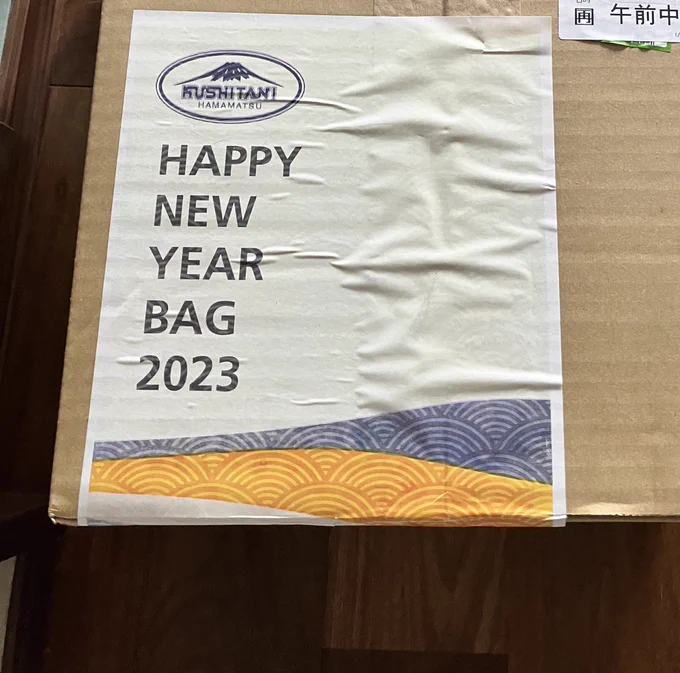 午前中
KUSHITANI
HAMAMATSU
HAPPY
NEW
YEAR
BAG
2023